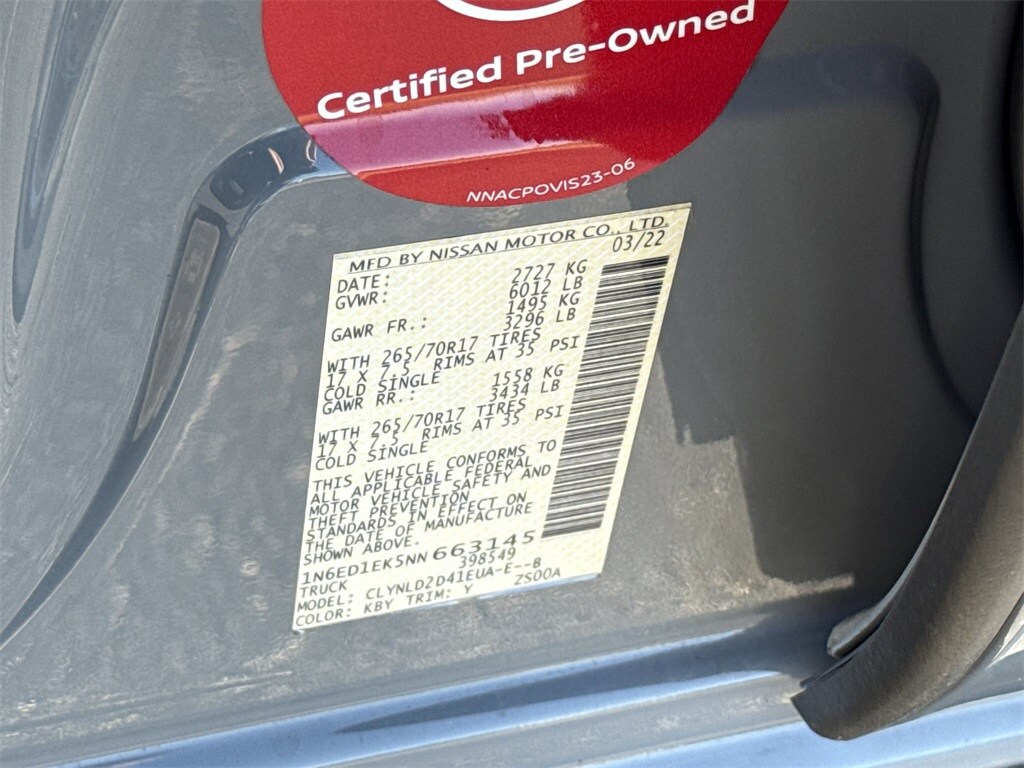 Certified Pre-Owned
NNACPOVIS23-06
MFD BY NISSAN MOTOR CO., LTD.
DATE: 03/22
GVWR: 2727 KG
6012 LB
GAWR FR.: 1495 KG
3296 LB
WITH 265/70R17 TIRES
17 X 7.5 RIMS AT 35 PSI
COLD SINGLE
GAWR RR.: 1558 KG
3434 LB
WITH 265/70R17 TIRES
17 X 7.5 RIMS AT 35 PSI
COLD SINGLE
THIS VEHICLE CONFORMS TO
ALL APPLICABLE FEDERAL
MOTOR VEHICLE SAFETY AND
THEFT PREVENTION
STANDARDS IN EFFECT ON
THE DATE OF MANUFACTURE
SHOWN ABOVE.
1N6ED1EK5NN663145
TRUCK 398549
MODEL: CLYNLD2D41EUA-E--B
COLOR: KBY TRIM: Y ZS00A